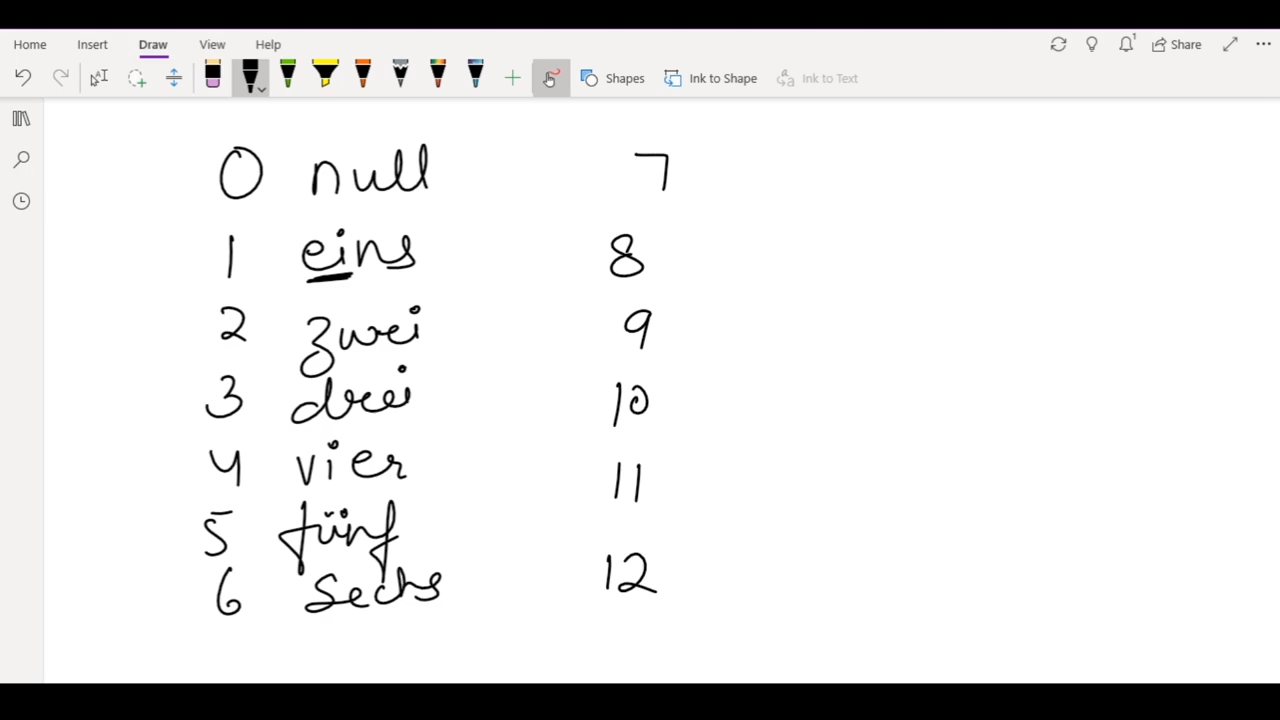 Home Insert Draw View Help Share
Shapes Ink to Shape Ink to Text
0 null 7
1 eins 8
2 zwei 9
3 drei 10
4 vier 11
5 fünf
6 sechs 12